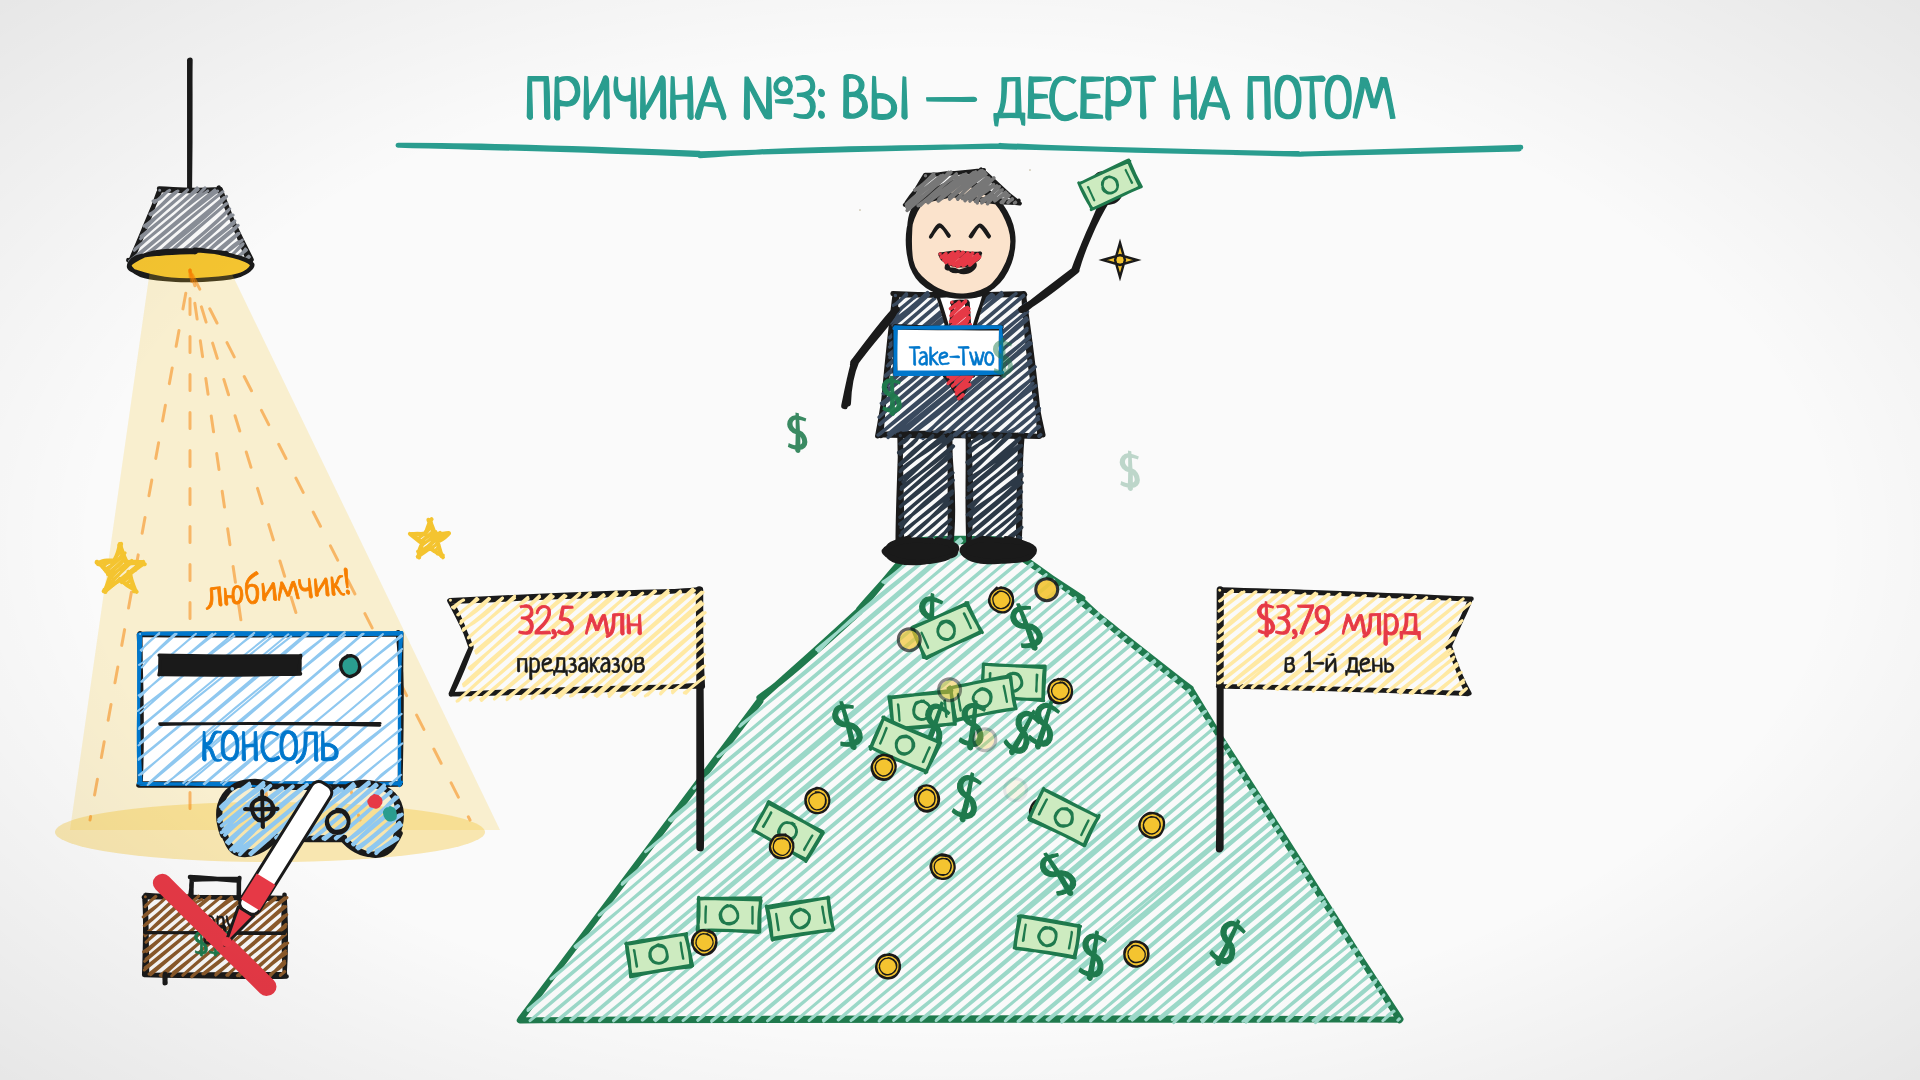 ПРИЧИНА №3: ВЫ — ДЕСЕРТ НА ПОТОМ
Take-Two
любимчик!
КОНСОЛЬ
32,5 млн
предзаказов
$3,79 млрд
в 1-й день